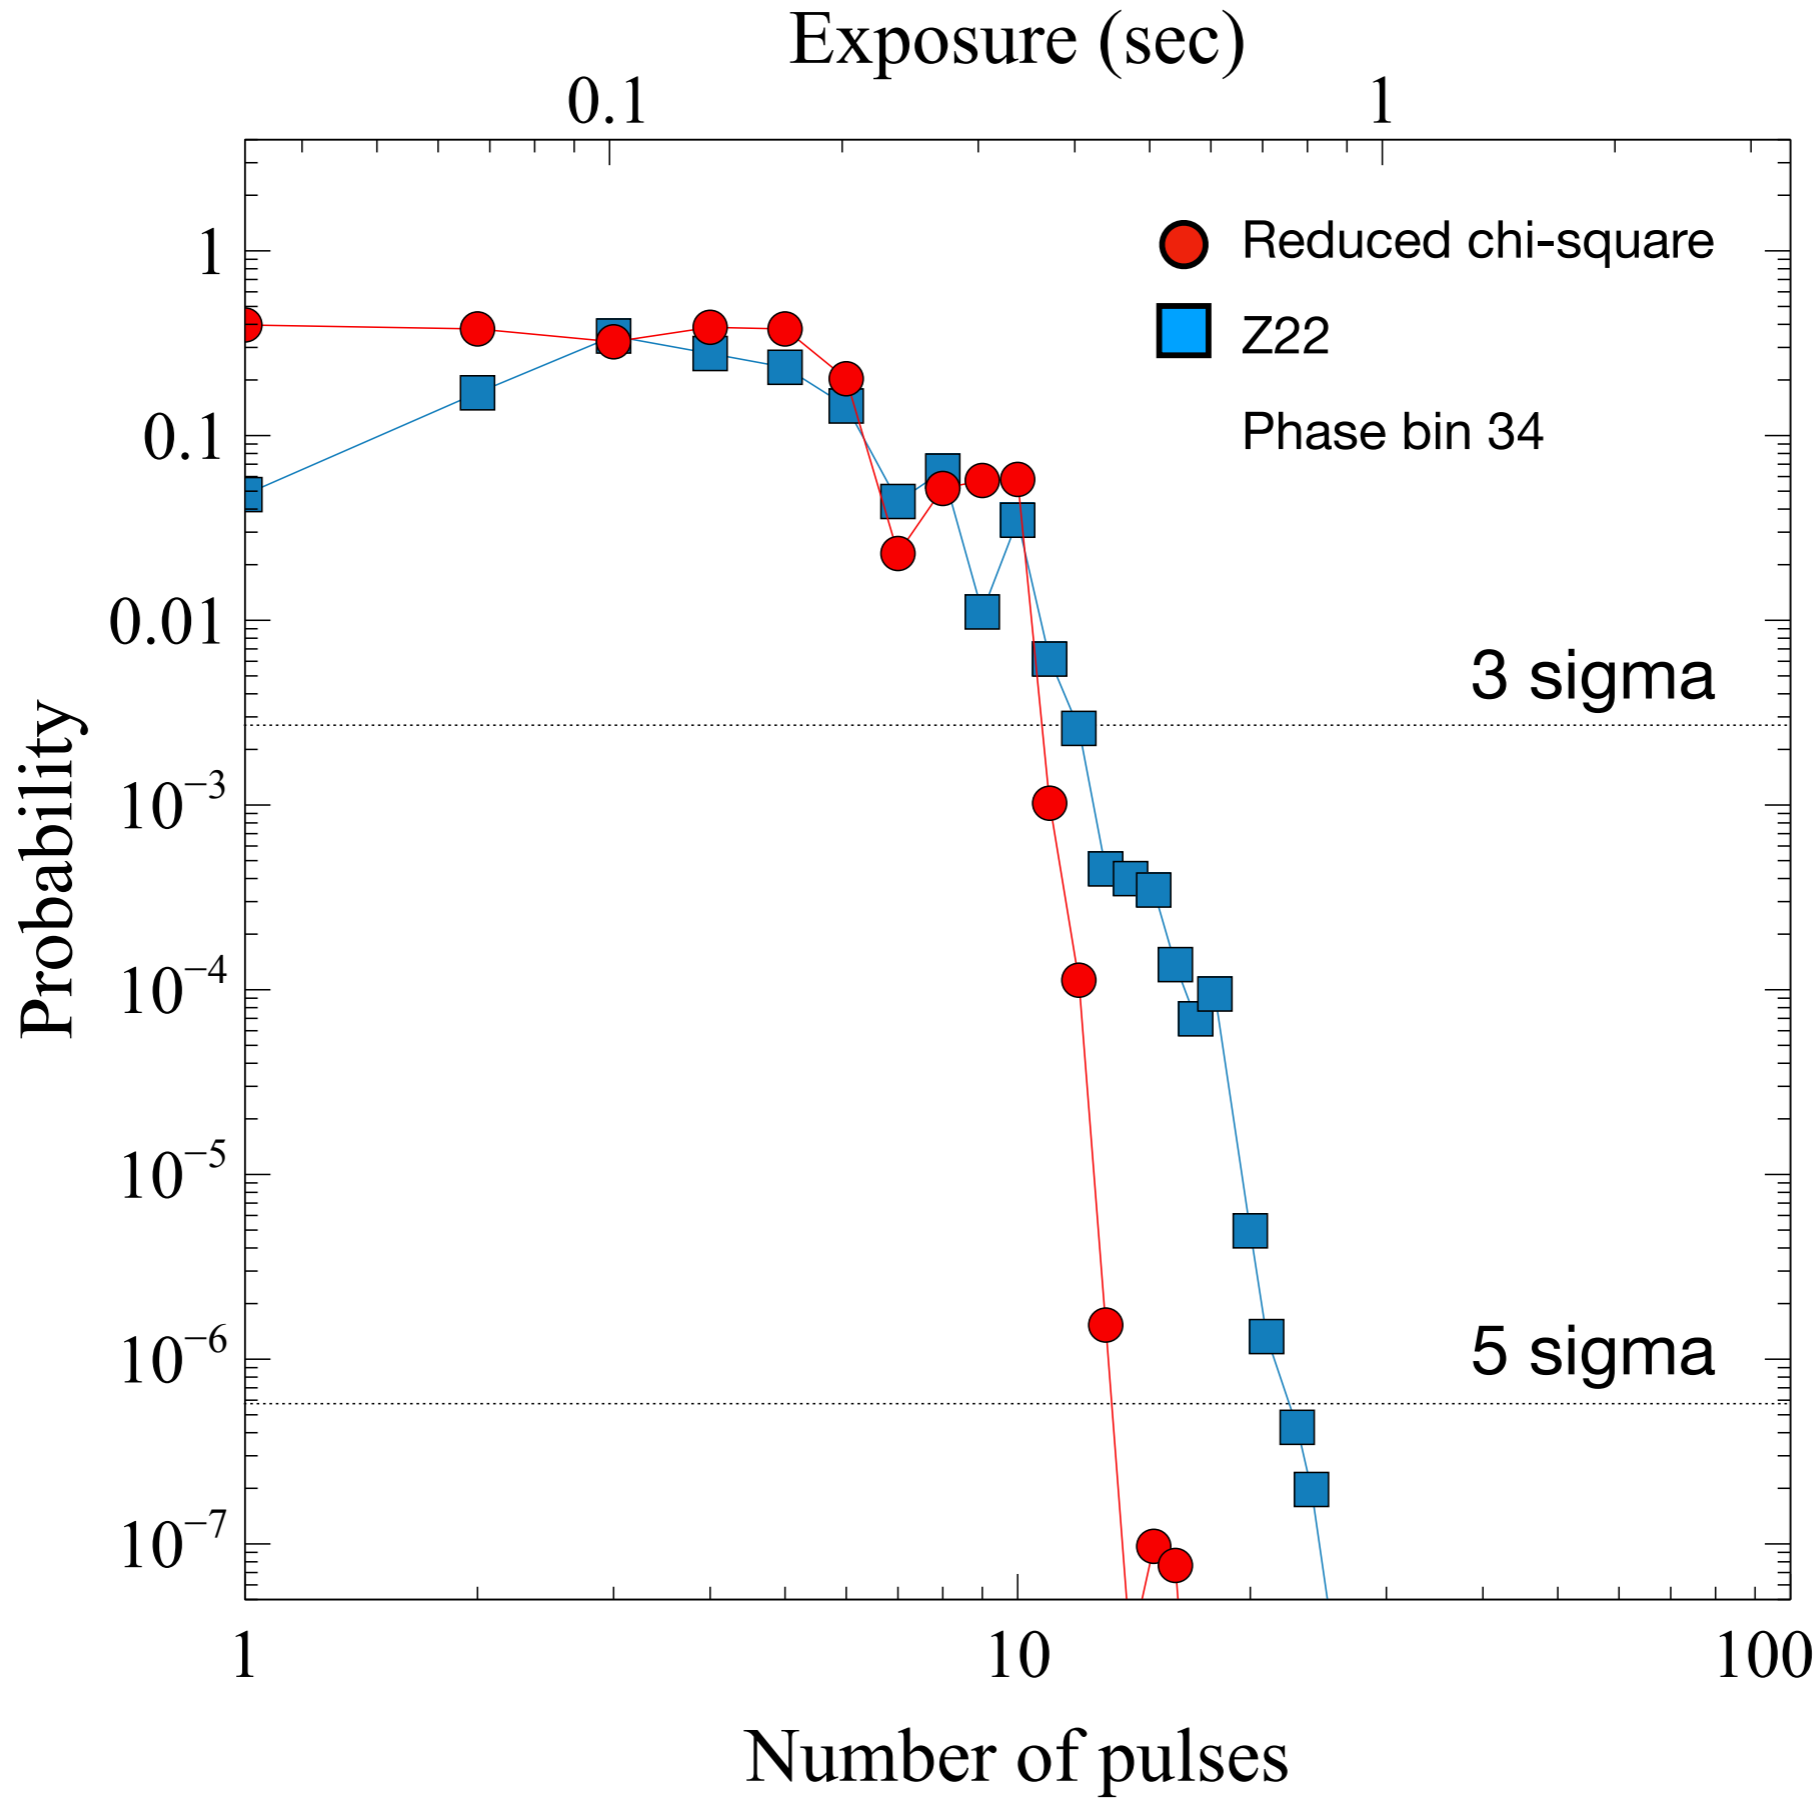 Exposure (sec)
0.1 1
Reduced chi-square
Z22
Phase bin 34
1
0.1
0.01
3 sigma
10⁻³
10⁻⁴
10⁻⁵
10⁻⁶
5 sigma
10⁻⁷
Probability
1 10 100
Number of pulses